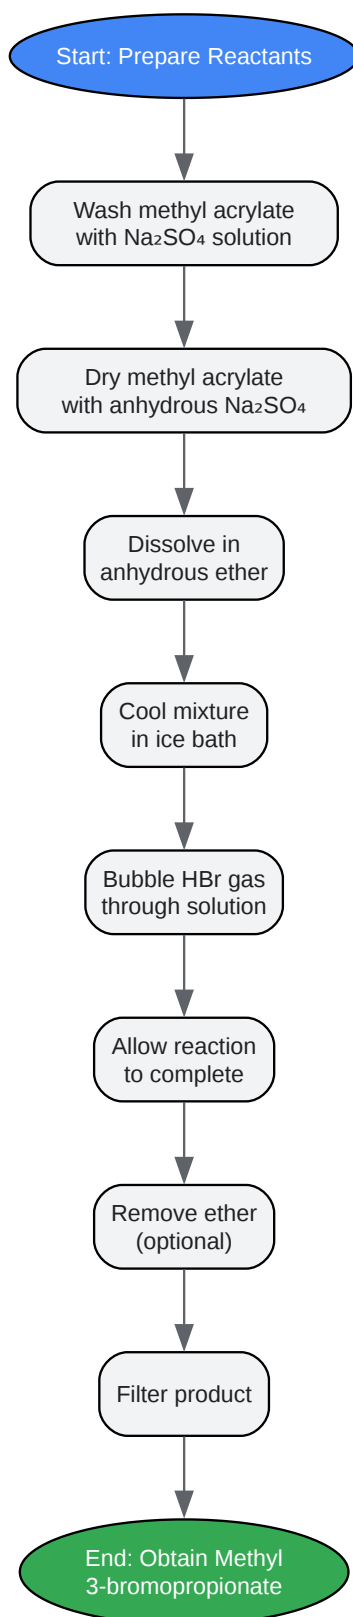 Start: Prepare Reactants
Wash methyl acrylate
with Na₂SO₄ solution
Dry methyl acrylate
with anhydrous Na₂SO₄
Dissolve in
anhydrous ether
Cool mixture
in ice bath
Bubble HBr gas
through solution
Allow reaction
to complete
Remove ether
(optional)
Filter product
End: Obtain Methyl
3-bromopropionate